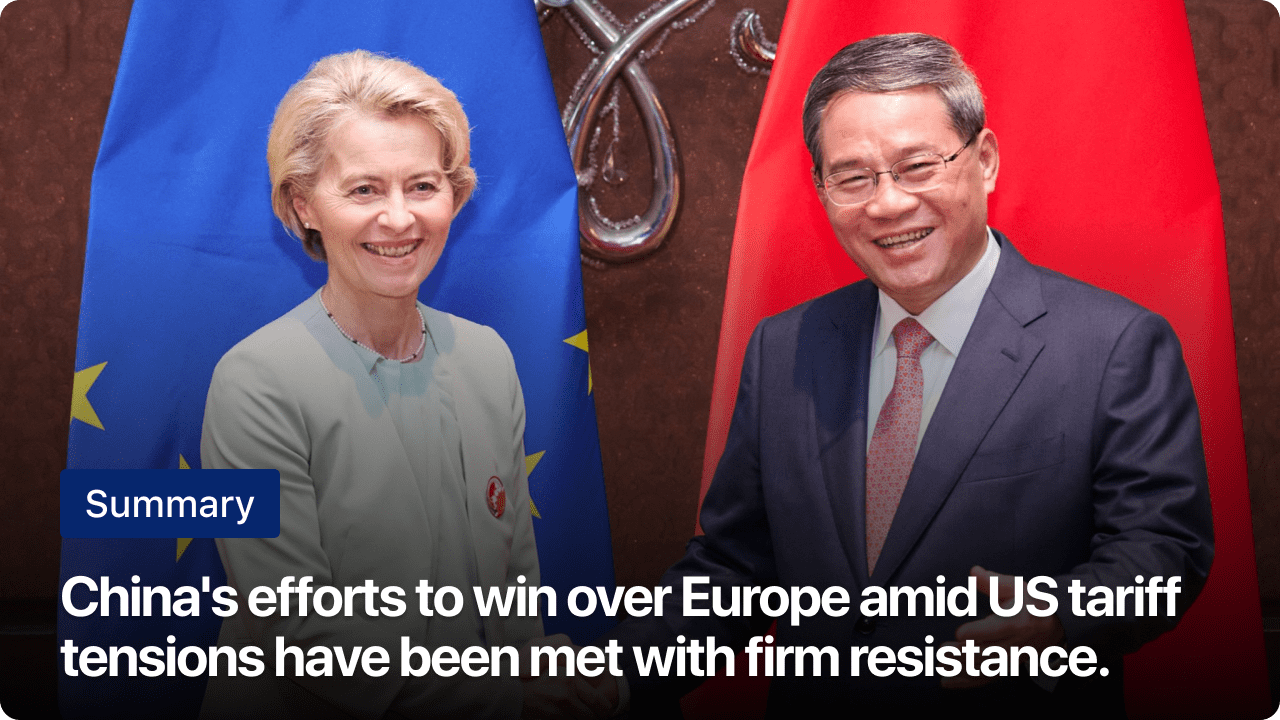 Summary
China's efforts to win over Europe amid US tariff
tensions have been met with firm resistance.